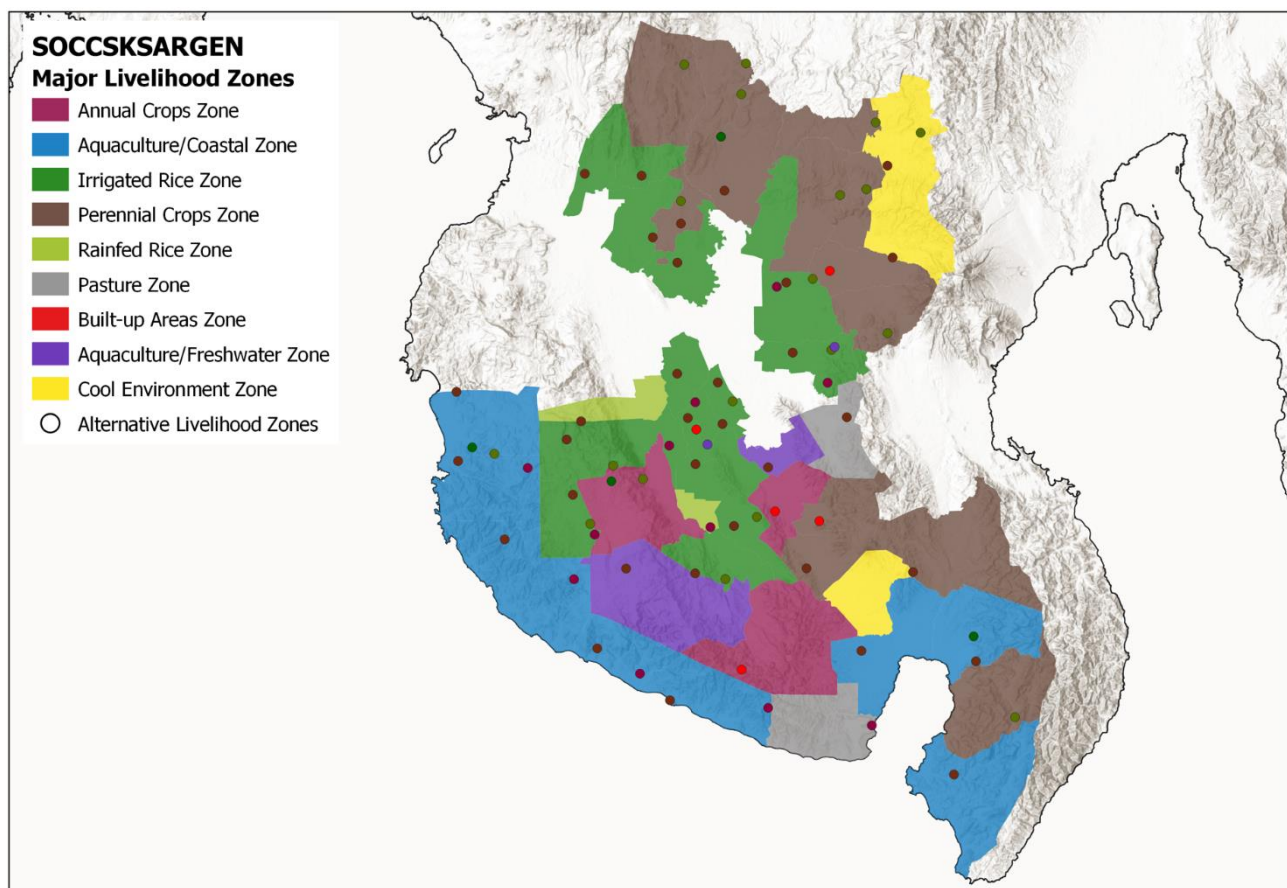 SOCCSKSARGEN
Major Livelihood Zones
Annual Crops Zone
Aquaculture/Coastal Zone
Irrigated Rice Zone
Perennial Crops Zone
Rainfed Rice Zone
Pasture Zone
Built-up Areas Zone
Aquaculture/Freshwater Zone
Cool Environment Zone
Alternative Livelihood Zones